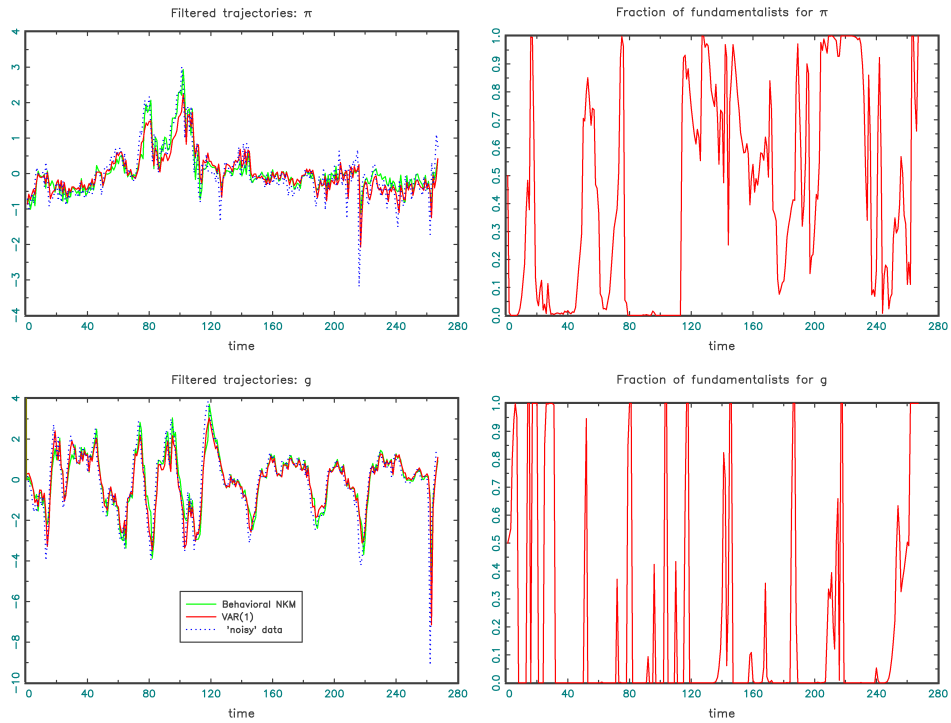 Filtered trajectories: π
4
3
2
1
0
−1
−2
−3
−4
0 40 80 120 160 200 240 280
time
Fraction of fundamentalists for π
1.0
0.9
0.8
0.7
0.6
0.5
0.4
0.3
0.2
0.1
0.0
0 40 80 120 160 200 240 280
time
Filtered trajectories: g
4
2
0
−2
−4
−6
−8
−10
Behavioral NKM
VAR(1)
'noisy' data
0 40 80 120 160 200 240 280
time
Fraction of fundamentalists for g
1.0
0.9
0.8
0.7
0.6
0.5
0.4
0.3
0.2
0.1
0.0
0 40 80 120 160 200 240 280
time